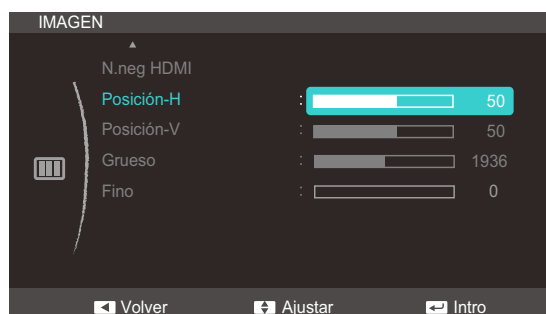 IMAGEN
N.neg HDMI
Posición-H : 50
Posición-V : 50
Grueso : 1936
Fino : 0
Volver Ajustar Intro